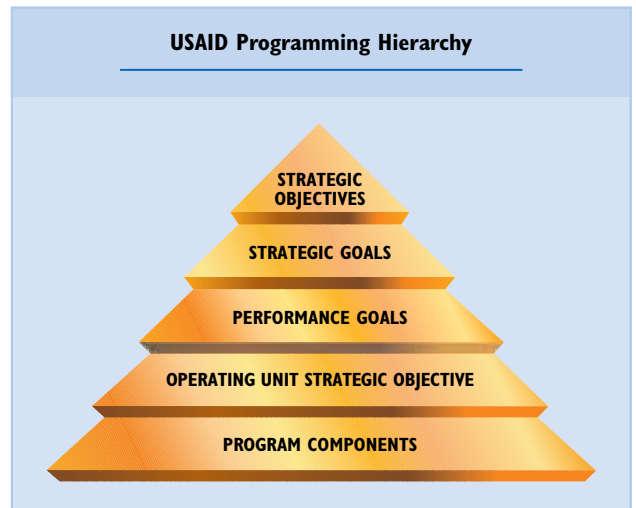 USAID Programming Hierarchy
STRATEGIC
OBJECTIVES
STRATEGIC GOALS
PERFORMANCE GOALS
OPERATING UNIT STRATEGIC OBJECTIVE
PROGRAM COMPONENTS